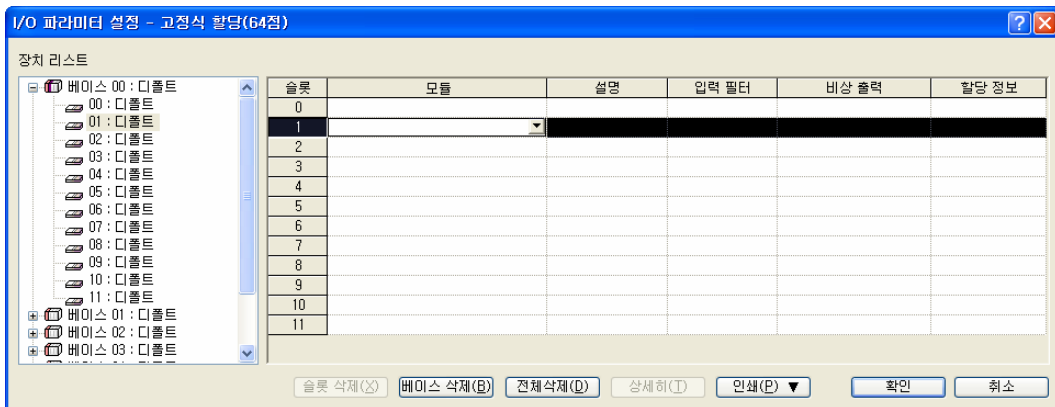 I/O 파라미터 설정 - 고정식 할당(64점)
장치 리스트
베이스 00 : 디폴트
00 : 디폴트
01 : 디폴트
02 : 디폴트
03 : 디폴트
04 : 디폴트
05 : 디폴트
06 : 디폴트
07 : 디폴트
08 : 디폴트
09 : 디폴트
10 : 디폴트
11 : 디폴트
베이스 01 : 디폴트
베이스 02 : 디폴트
베이스 03 : 디폴트
슬롯 모듈 설명 입력 필터 비상 출력 할당 정보
0
1
2
3
4
5
6
7
8
9
10
11
슬롯 삭제(X) 베이스 삭제(B) 전체삭제(D) 상세히(T) 인쇄(P) ▼ 확인 취소